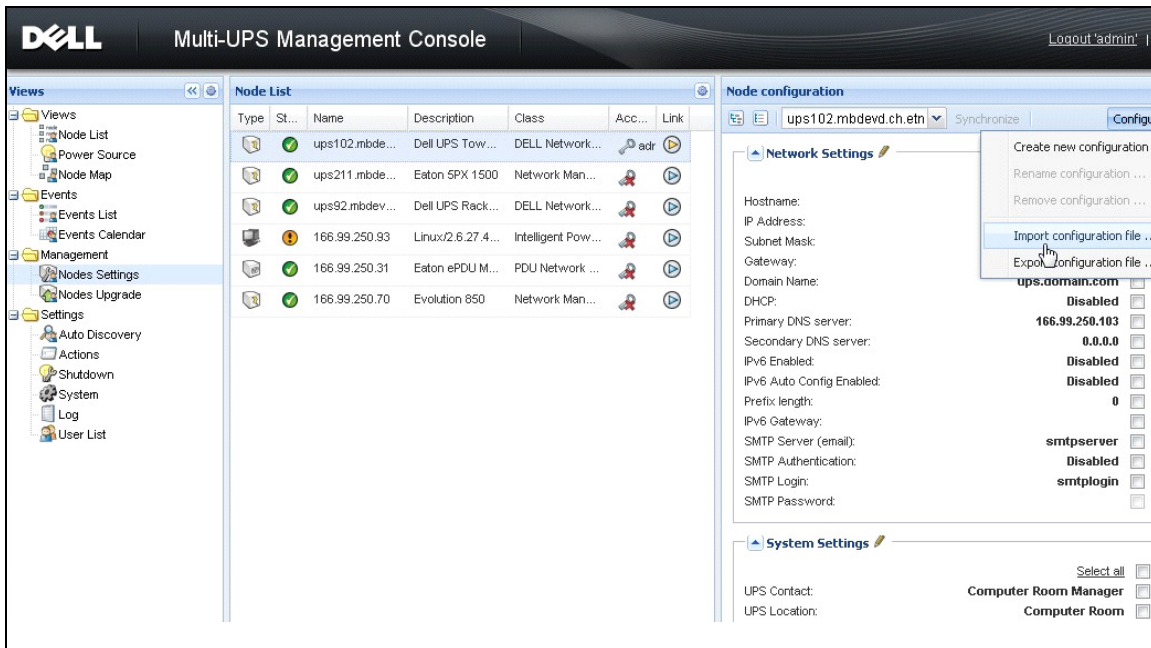 DELL Multi-UPS Management Console Logout 'admin' |
Views
Views
Node List
Power Source
Node Map
Events
Events List
Events Calendar
Management
Nodes Settings
Nodes Upgrade
Settings
Auto Discovery
Actions
Shutdown
System
Log
User List
Node List
Type St... Name Description Class Acc... Link
ups102.mbde... Dell UPS Tow... DELL Network... adr
ups211.mbde... Eaton 5PX 1500 Network Man...
ups92.mbdev... Dell UPS Rack... DELL Network...
166.99.250.93 Linux/2.6.27.4... Intelligent Pow...
166.99.250.31 Eaton ePDU M... PDU Network ...
166.99.250.70 Evolution 850 Network Man...
Node configuration
ups102.mbdevd.ch.etn Synchronize Configu
Create new configuration
Rename configuration ...
Remove configuration ...
Import configuration file ..
Export configuration file ..
Network Settings
Hostname:
IP Address:
Subnet Mask:
Gateway:
Domain Name: ups.domain.com
DHCP: Disabled
Primary DNS server: 166.99.250.103
Secondary DNS server: 0.0.0.0
IPv6 Enabled: Disabled
IPv6 Auto Config Enabled: Disabled
Prefix length: 0
IPv6 Gateway:
SMTP Server (email): smtpserver
SMTP Authentication: Disabled
SMTP Login: smtplogin
SMTP Password:
System Settings
Select all
UPS Contact: Computer Room Manager
UPS Location: Computer Room